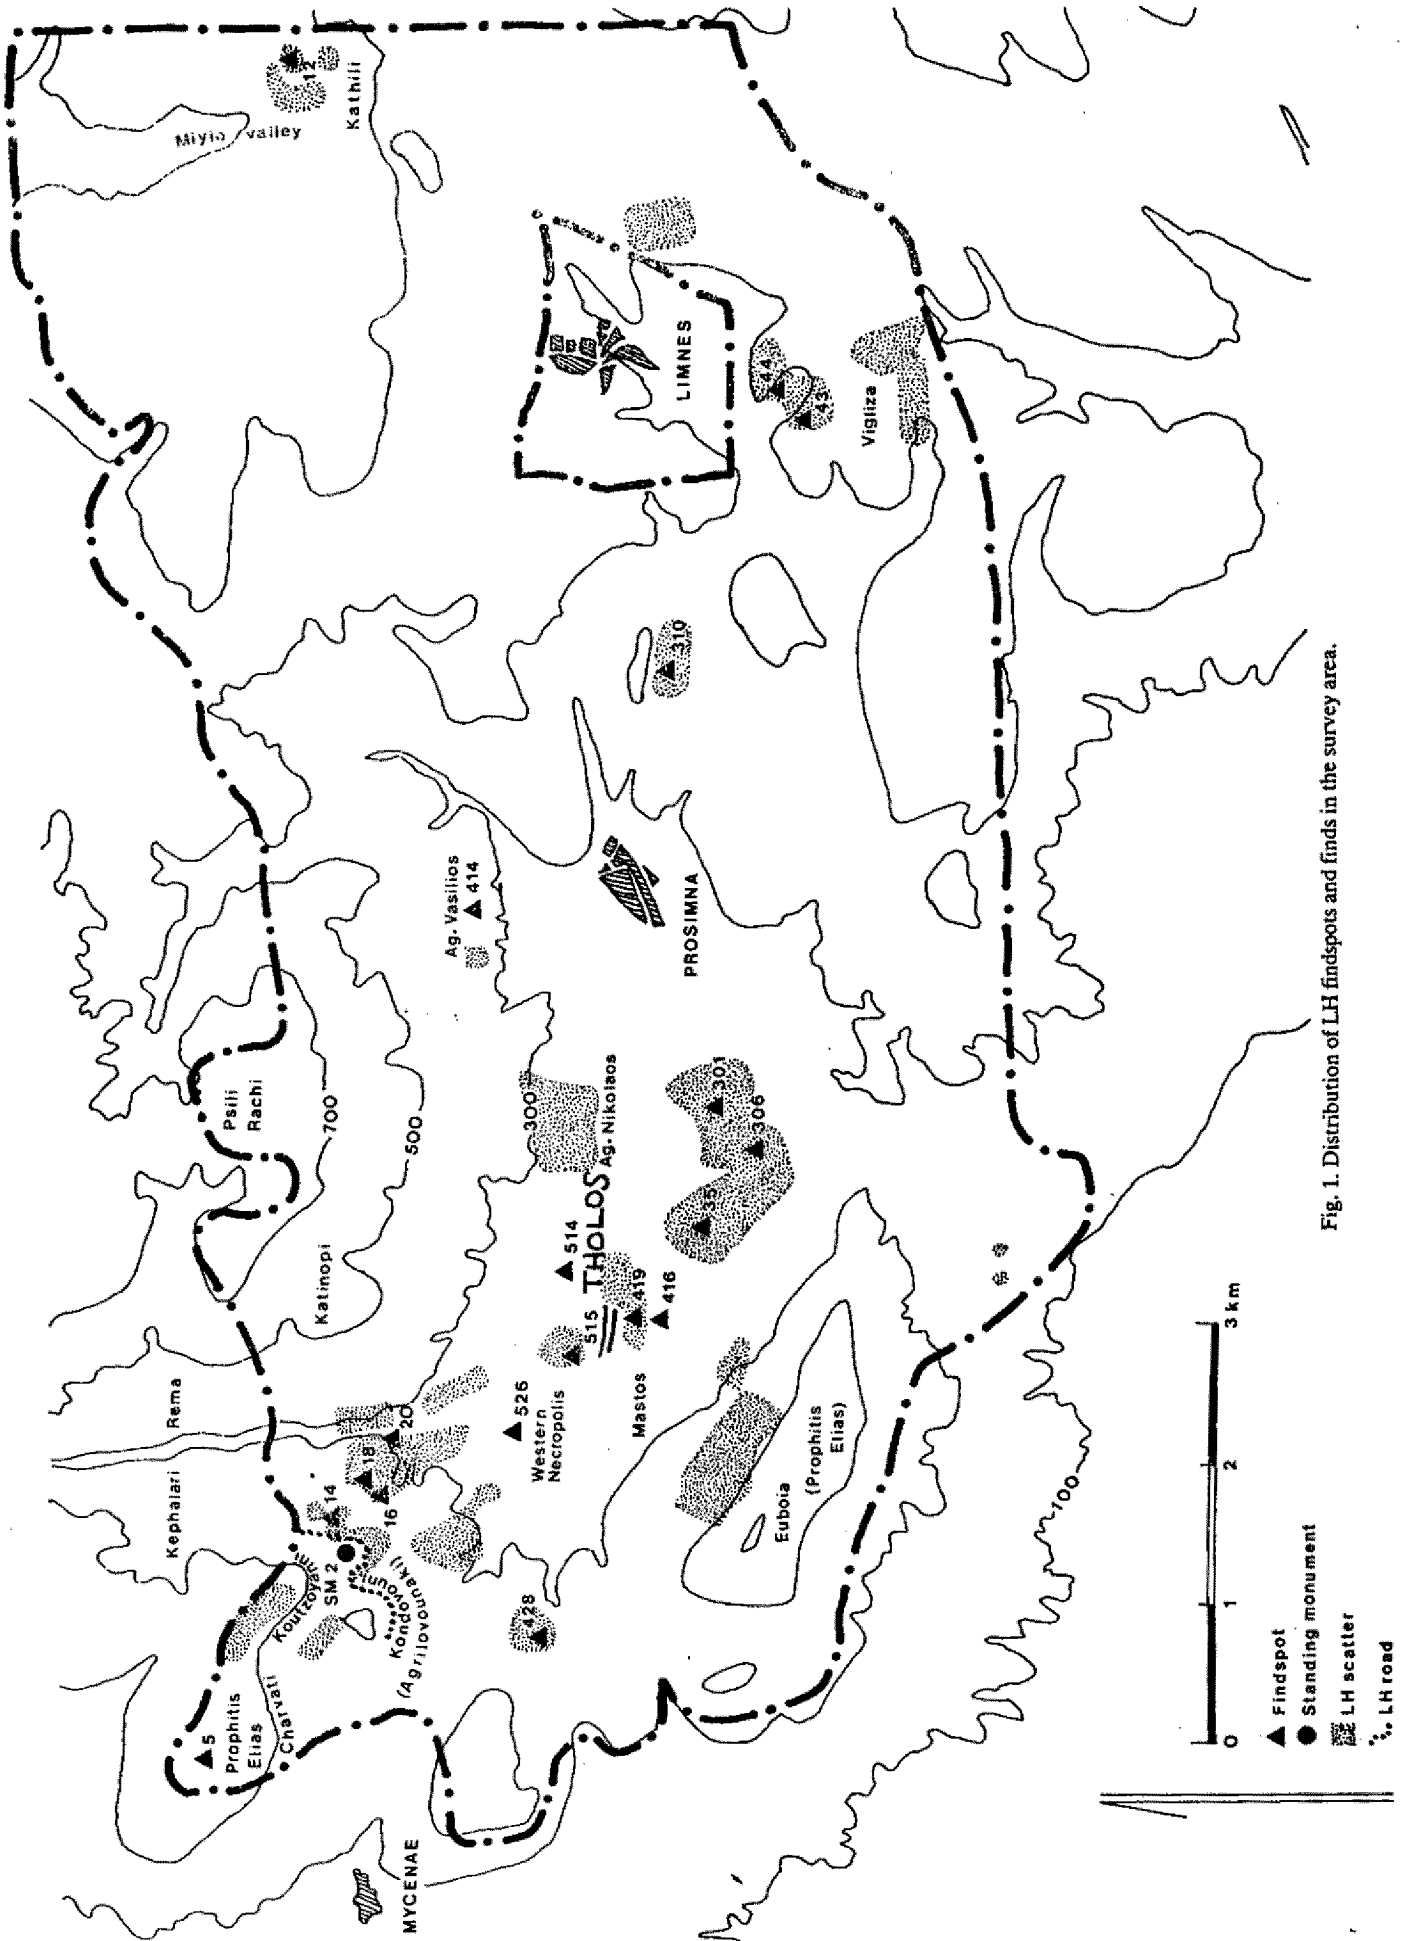 Miyio valley
12
Kathili
LIMNES
44
43
Vigliza
310
Ag. Vasilios
414
PROSIMNA
Psili
Rachi
700
500
300
Ag. Nikolaos
THOLOS
301
306
35
514
515
419
416
Katinopi
Kephalari Rema
20
18
14
16
526
Western
Necropolis
Mastos
Euboia
(Prophitis
Elias)
Koutzoyanni
SM 2
Kondovouni
(Agrilovounaki)
428
5
Prophitis
Elias
Charvati
MYCENAE
100
0 1 2 3 km
Findspot
Standing monument
LH scatter
LH road
Fig. 1. Distribution of LH findspots and finds in the survey area.